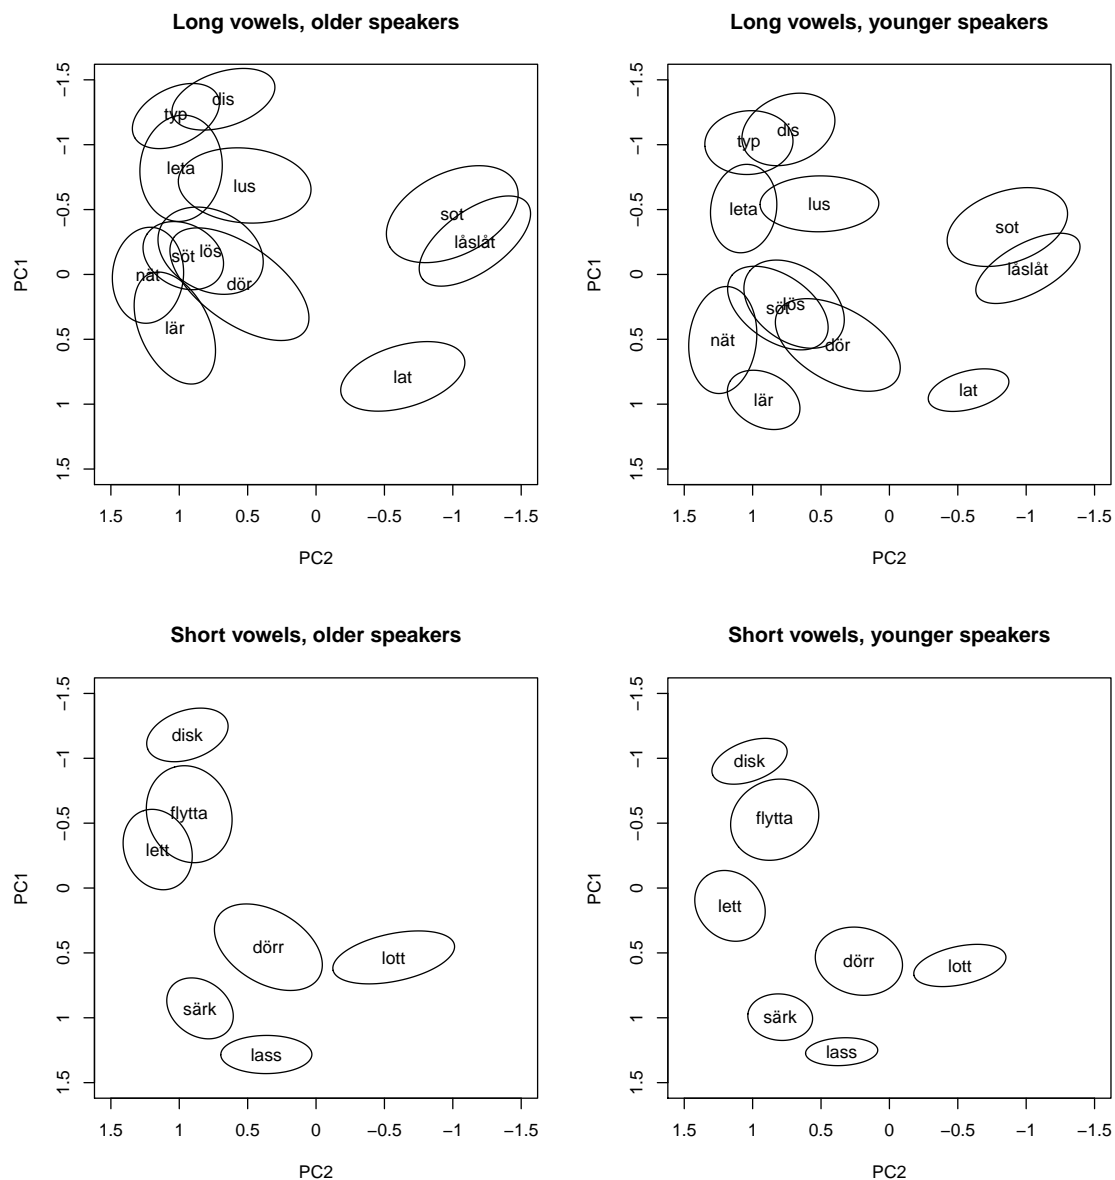 Long vowels, older speakers
−1.5
−1
−0.5
0
0.5
1
1.5
PC1
dis
typ
leta
lus
sot
låslåt
lös
söt
nät
dör
lär
lat
1.5
1
0.5
0
−0.5
−1
−1.5
PC2
Long vowels, younger speakers
−1.5
−1
−0.5
0
0.5
1
1.5
PC1
dis
typ
leta
lus
sot
låslåt
lös
söt
nät
dör
lär
lat
1.5
1
0.5
0
−0.5
−1
−1.5
PC2
Short vowels, older speakers
−1.5
−1
−0.5
0
0.5
1
1.5
PC1
disk
flytta
lett
dörr
lott
särk
lass
1.5
1
0.5
0
−0.5
−1
−1.5
PC2
Short vowels, younger speakers
−1.5
−1
−0.5
0
0.5
1
1.5
PC1
disk
flytta
lett
dörr
lott
särk
lass
1.5
1
0.5
0
−0.5
−1
−1.5
PC2